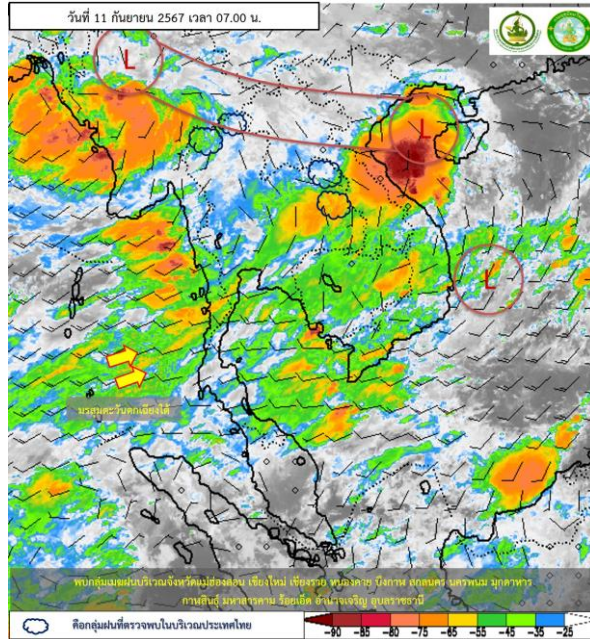 วันที่ 11 กันยายน 2567 เวลา 07.00 น.
L
L
L
มรสุมตะวันตกเฉียงใต้
พบกลุ่มเมฆฝนบริเวณจังหวัดแม่ฮ่องสอน เชียงใหม่ เชียงราย หนองคาย บึงกาฬ สกลนคร นครพนม มุกดาหาร
กาฬสินธุ์ มหาสารคาม ร้อยเอ็ด อำนาจเจริญ อุบลราชธานี
คือกลุ่มฝนที่ตรวจพบในบริเวณประเทศไทย
-90 -85 -80 -75 -65 -55 -45 -35 -25